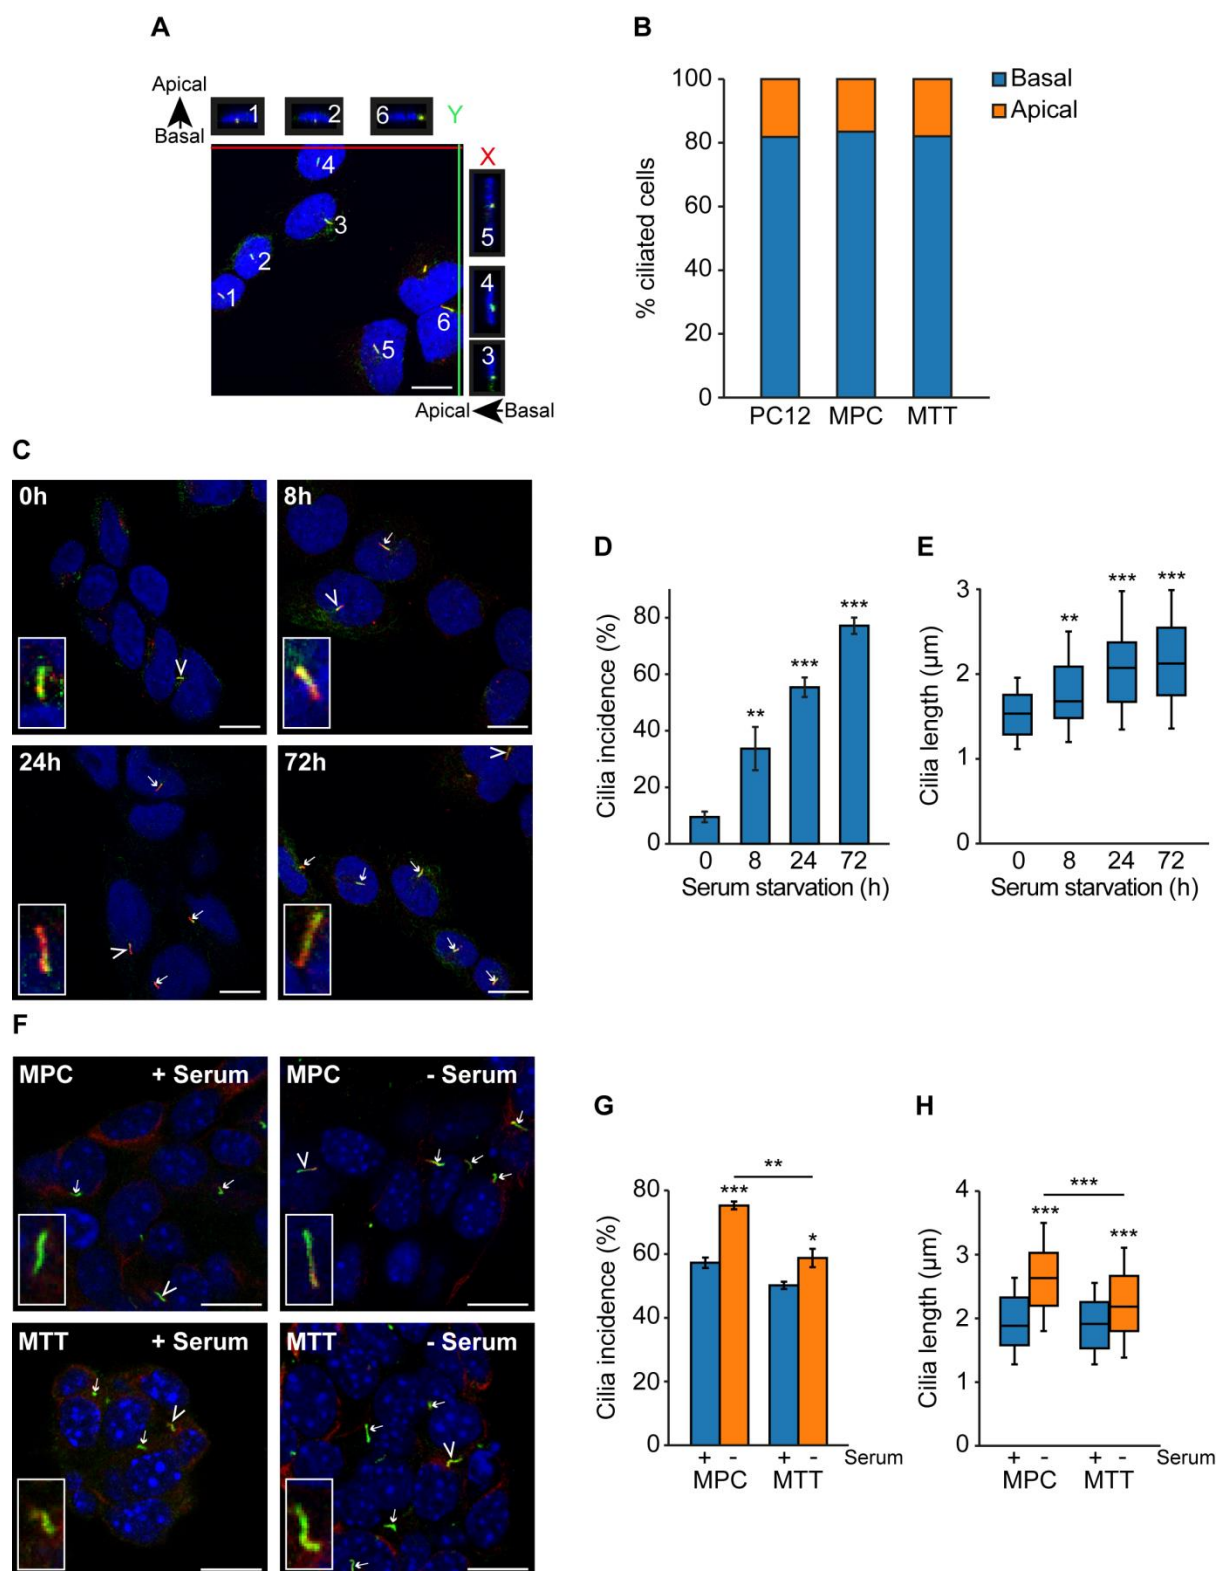 A
B
Apical
Basal
1
2
6
Y
X
4
3
2
1
5
6
5
4
3
Apical
Basal
100
80
60
40
20
0
% ciliated cells
PC12 MPC MTT
Basal
Apical
C
0h
8h
24h
72h
D
80
60
40
20
0
Cilia incidence (%)
**
***
***
0 8 24 72
Serum starvation (h)
E
3
2
1
0
Cilia length (µm)
**
***
***
0 8 24 72
Serum starvation (h)
F
MPC + Serum
MPC - Serum
MTT + Serum
MTT - Serum
G
80
60
40
20
0
Cilia incidence (%)
**
***
*
+ - + - Serum
MPC MTT
H
4
3
2
1
0
Cilia length (µm)
***
***
***
+ - + - Serum
MPC MTT